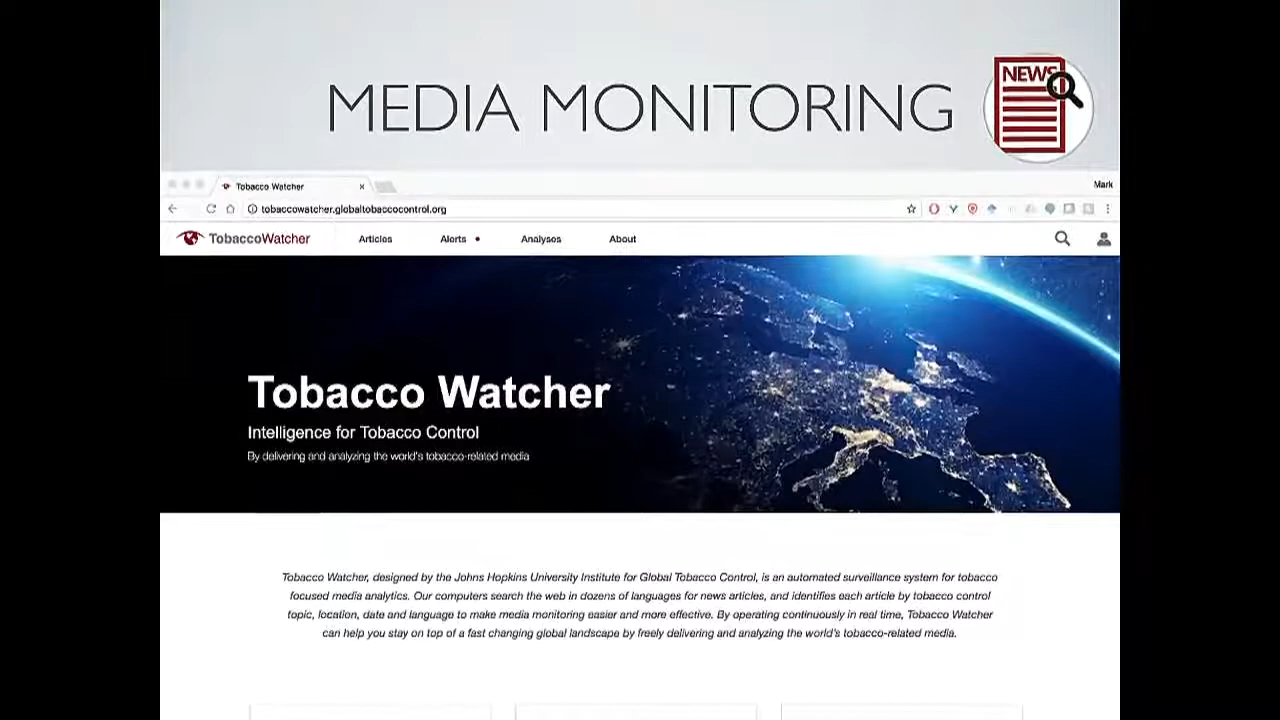 MEDIA MONITORING
NEWS
Tobacco Watcher
Mark
tobaccowatcher.globaltobaccocontrol.org
TobaccoWatcher Articles Alerts Analyses About
Tobacco Watcher
Intelligence for Tobacco Control
By delivering and analyzing the world's tobacco-related media
Tobacco Watcher, designed by the Johns Hopkins University Institute for Global Tobacco Control, is an automated surveillance system for tobacco
focused media analytics. Our computers search the web in dozens of languages for news articles, and identifies each article by tobacco control
topic, location, date and language to make media monitoring easier and more effective. By operating continuously in real time, Tobacco Watcher
can help you stay on top of a fast changing global landscape by freely delivering and analyzing the world's tobacco-related media.